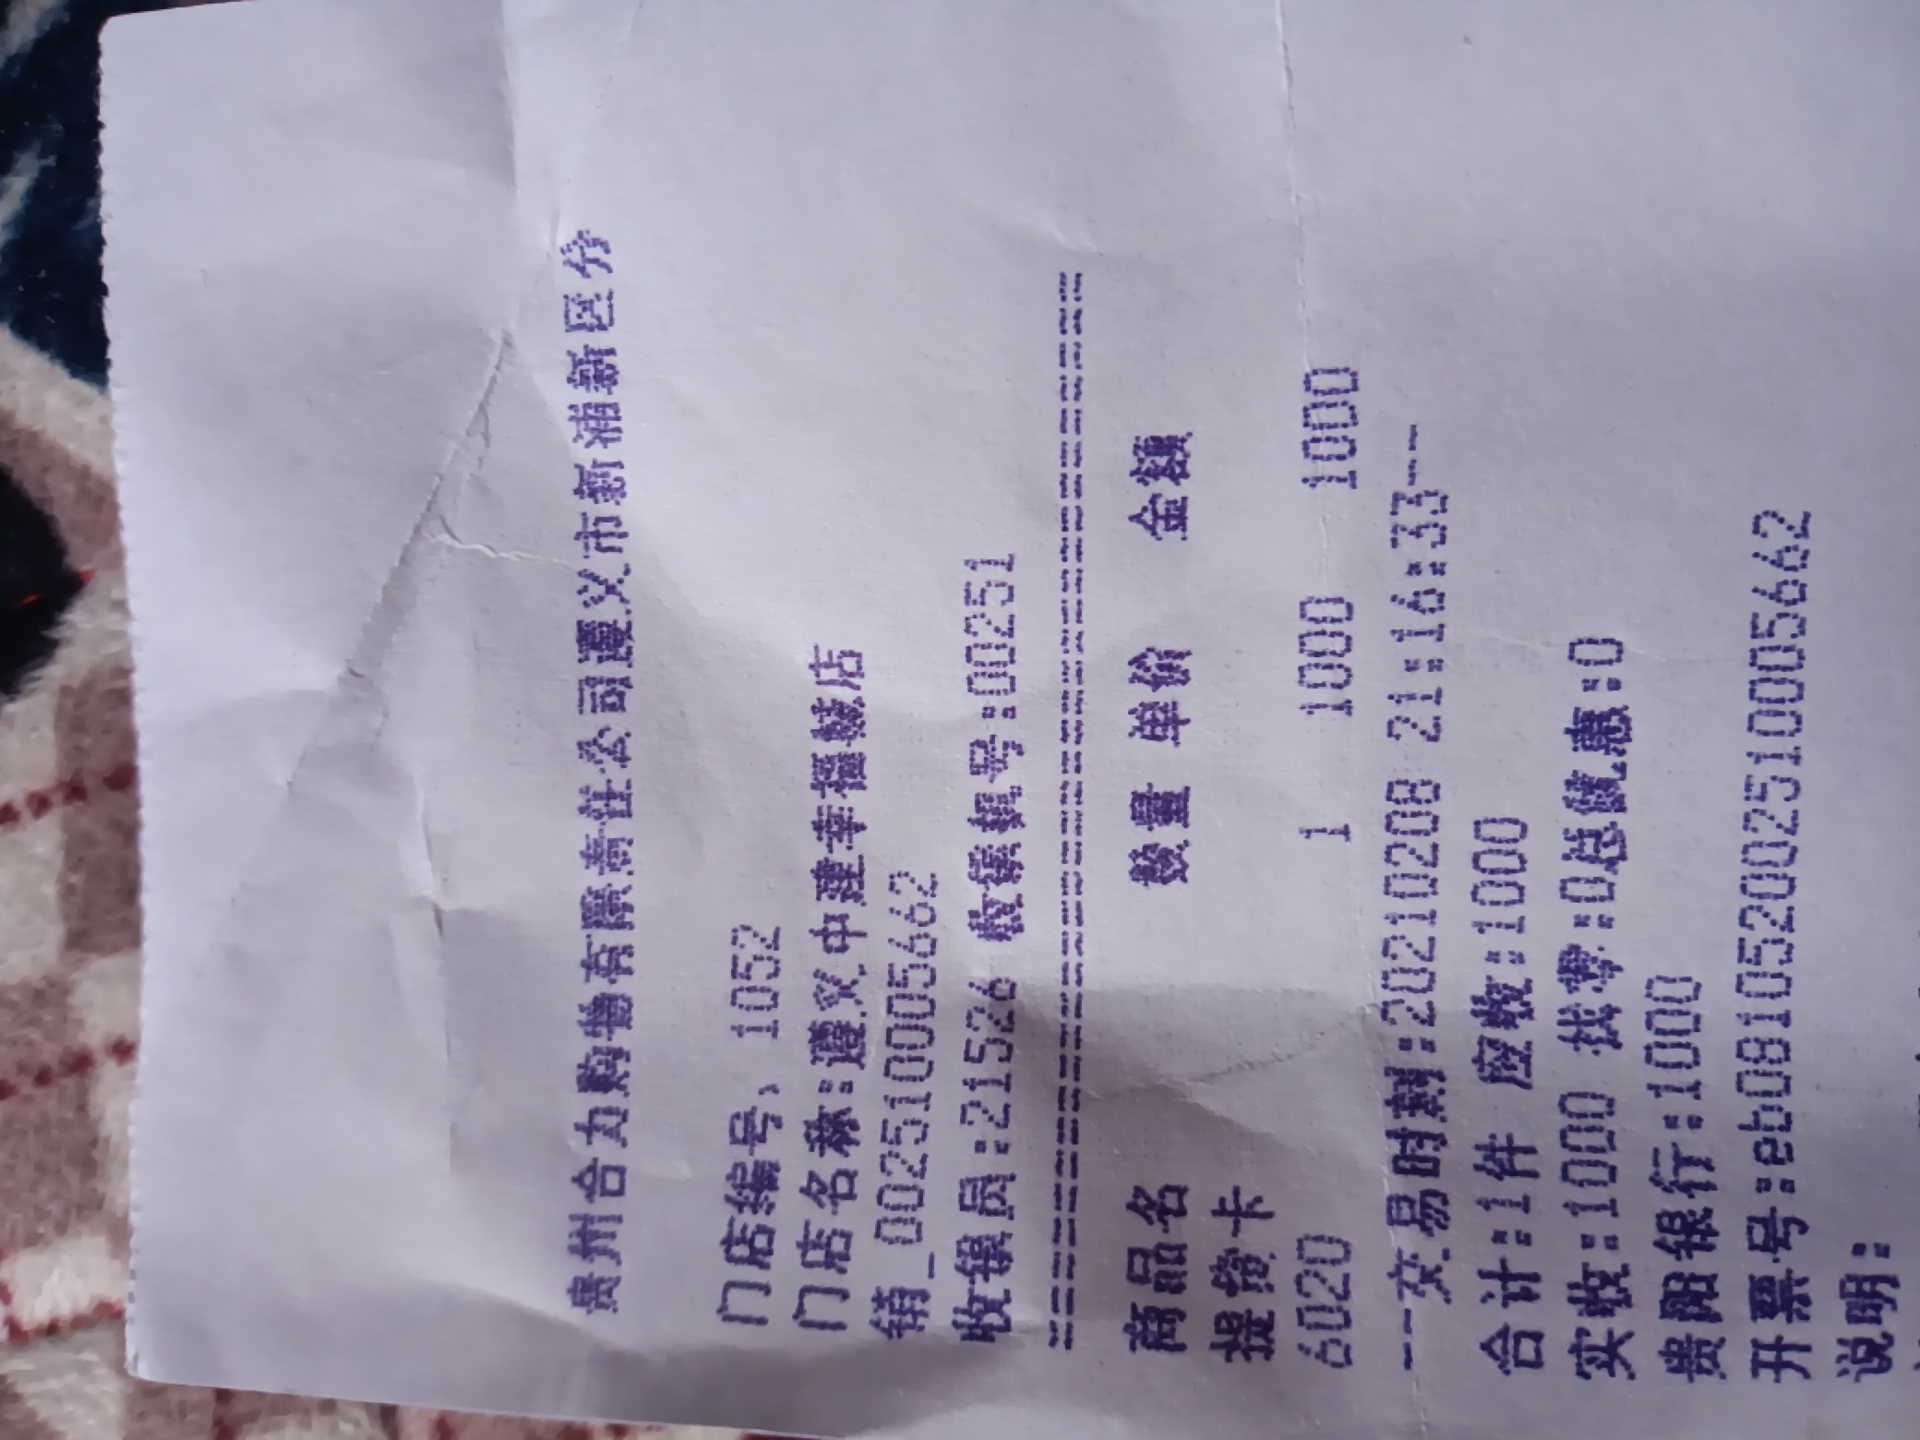 贵州合力购物有限责任公司遵义市新浦新区分
门店编号，1052
门店名称:遵义中建幸福城店
销_002510005662
收银员:21526 收银机号:00251
================================
商品名 数量 单价 金额
提货卡
6020 1 1000 1000
--交易时刻:20210208 21:16:33--
合计:1件 应收:1000
实收:1000 找零:0总优惠:0
贵阳银行:1000
开票号:eb081052002510005662
说明: